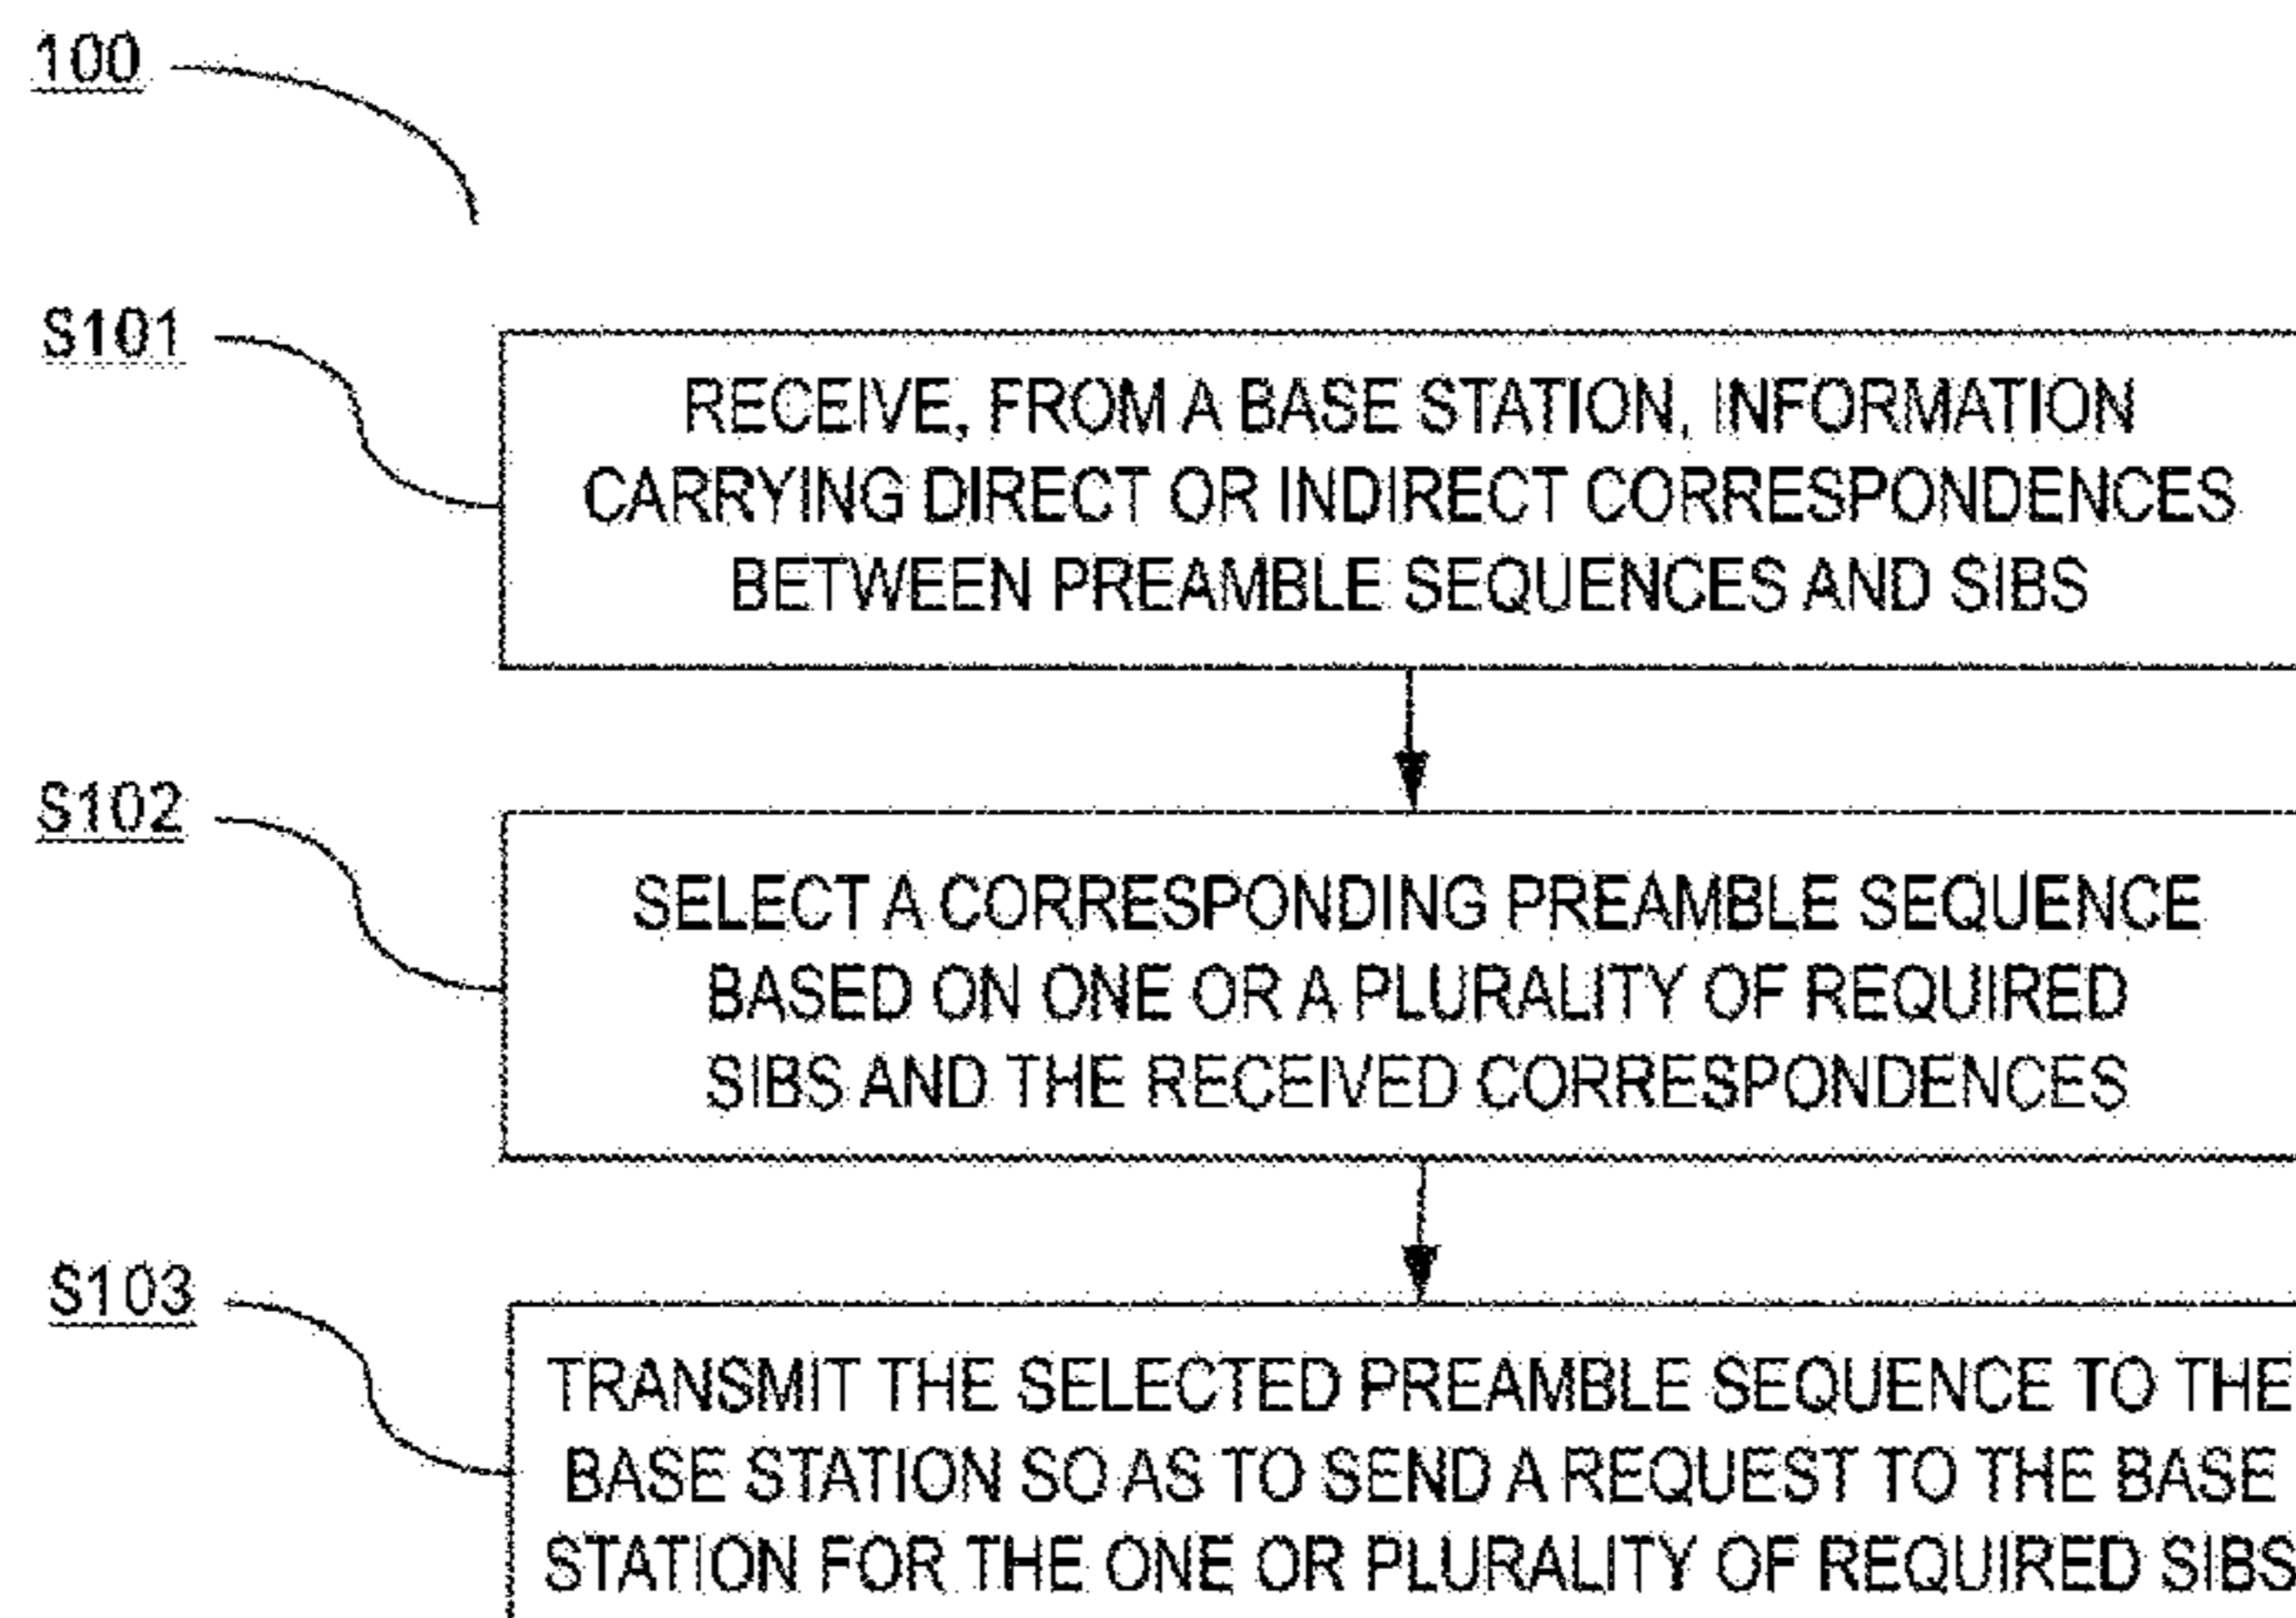 100
S101
RECEIVE, FROM A BASE STATION, INFORMATION
CARRYING DIRECT OR INDIRECT CORRESPONDENCES
BETWEEN PREAMBLE SEQUENCES AND SIBS
S102
SELECT A CORRESPONDING PREAMBLE SEQUENCE
BASED ON ONE OR A PLURALITY OF REQUIRED
SIBS AND THE RECEIVED CORRESPONDENCES
S103
TRANSMIT THE SELECTED PREAMBLE SEQUENCE TO THE
BASE STATION SO AS TO SEND A REQUEST TO THE BASE
STATION FOR THE ONE OR PLURALITY OF REQUIRED SIBS